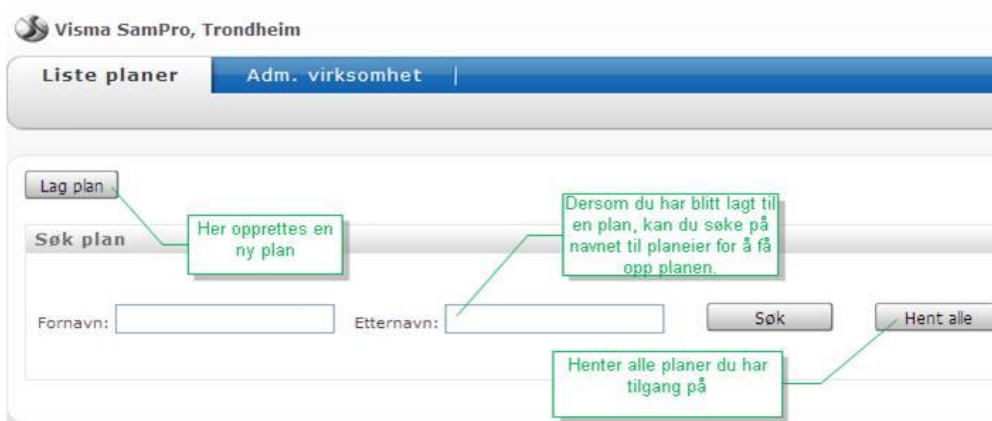 Visma SamPro, Trondheim
Liste planer
Adm. virksomhet
Lag plan
Her opprettes en
ny plan
Dersom du har blitt lagt til
en plan, kan du søke på
navnet til planeier for å få
opp planen.
Søk plan
Fornavn:
Etternavn:
Søk
Hent alle
Henter alle planer du har
tilgang på